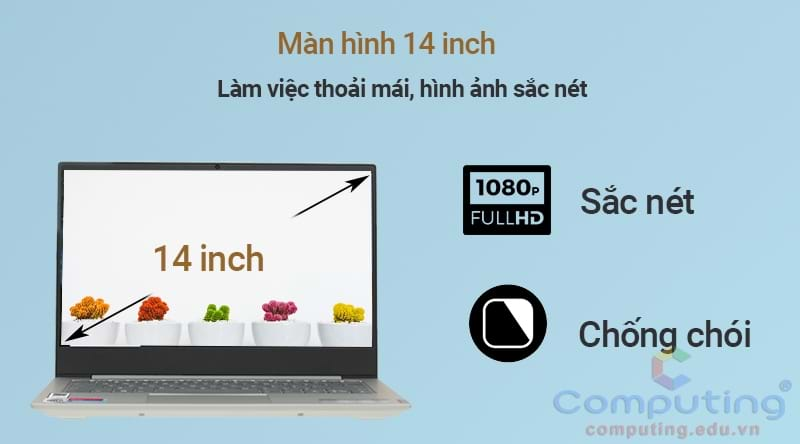 Màn hình 14 inch
Làm việc thoải mái, hình ảnh sắc nét
14 inch
1080P
FULLHD
Sắc nét
Chống chói
Computing®
computing.edu.vn